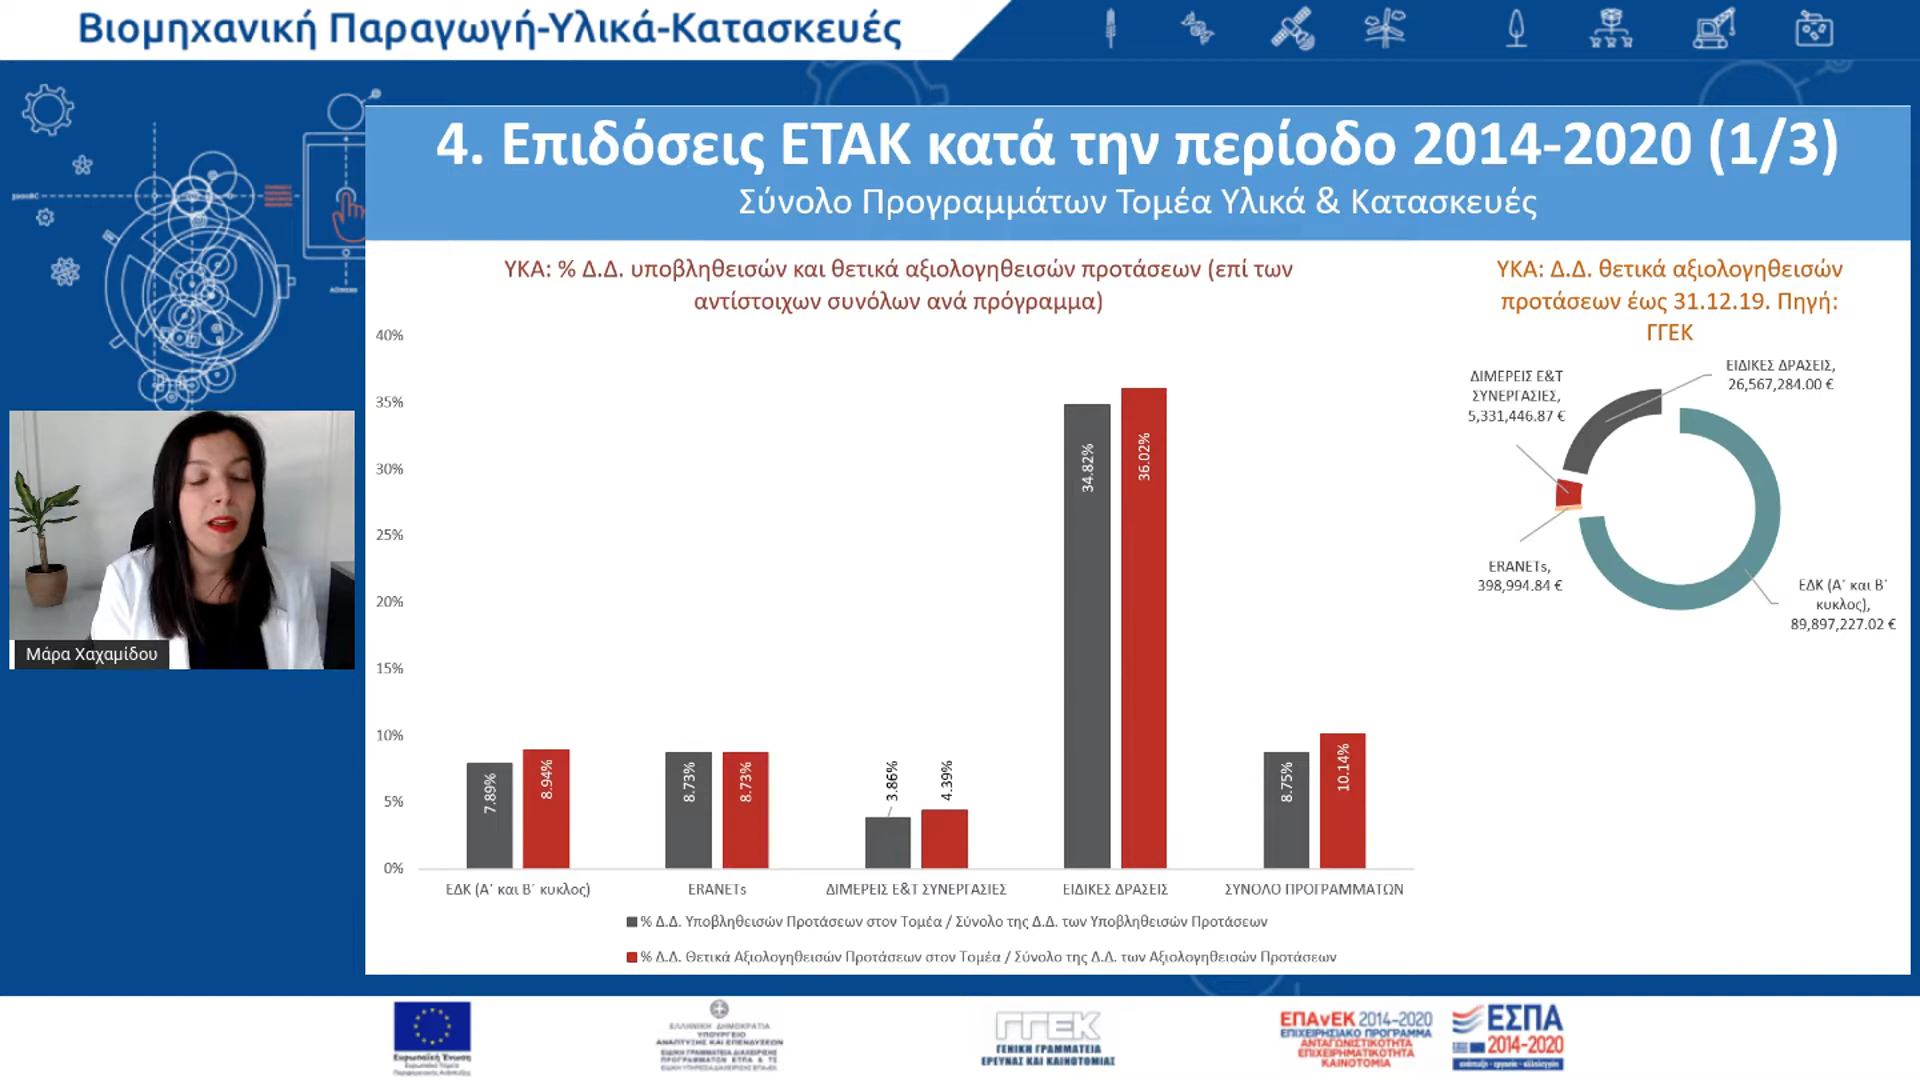 Βιομηχανική Παραγωγή-Υλικά-Κατασκευές
4. Επιδόσεις ΕΤΑΚ κατά την περίοδο 2014-2020 (1/3)
Σύνολο Προγραμμάτων Τομέα Υλικά & Κατασκευές
ΥΚΑ: % Δ.Δ. υποβληθεισών και θετικά αξιολογηθεισών προτάσεων (επί των
αντίστοιχων συνόλων ανά πρόγραμμα)
40%
35%
30%
25%
20%
15%
10%
5%
0%
7.89%
8.94%
8.73%
8.73%
3.86%
4.39%
34.82%
36.02%
8.75%
10.14%
ΕΔΚ (Α΄ και Β΄ κυκλος)
ERANETs
ΔΙΜΕΡΕΙΣ Ε&Τ ΣΥΝΕΡΓΑΣΙΕΣ
ΕΙΔΙΚΕΣ ΔΡΑΣΕΙΣ
ΣΥΝΟΛΟ ΠΡΟΓΡΑΜΜΑΤΩΝ
% Δ.Δ. Υποβληθεισών Προτάσεων στον Τομέα / Σύνολο της Δ.Δ. των Υποβληθεισών Προτάσεων
% Δ.Δ. Θετικά Αξιολογηθεισών Προτάσεων στον Τομέα / Σύνολο της Δ.Δ. των Αξιολογηθεισών Προτάσεων
ΥΚΑ: Δ.Δ. θετικά αξιολογηθεισών
προτάσεων έως 31.12.19. Πηγή:
ΓΓΕΚ
ΔΙΜΕΡΕΙΣ Ε&Τ
ΣΥΝΕΡΓΑΣΙΕΣ,
5,331,446.87 €
ΕΙΔΙΚΕΣ ΔΡΑΣΕΙΣ,
26,567,284.00 €
ERANETs,
398,994.84 €
ΕΔΚ (Α΄ και Β΄
κυκλος),
89,897,227.02 €
Μάρα Χαχαμίδου
Ευρωπαϊκή Ένωση
Ευρωπαϊκό Ταμείο
Περιφερειακής Ανάπτυξης
ΕΛΛΗΝΙΚΗ ΔΗΜΟΚΡΑΤΙΑ
ΥΠΟΥΡΓΕΙΟ
ΑΝΑΠΤΥΞΗΣ ΚΑΙ ΕΠΕΝΔΥΣΕΩΝ
ΕΙΔΙΚΗ ΓΡΑΜΜΑΤΕΙΑ ΔΙΑΧΕΙΡΙΣΗΣ
ΠΡΟΓΡΑΜΜΑΤΩΝ ΕΤΠΑ & ΤΣ
ΕΙΔΙΚΗ ΥΠΗΡΕΣΙΑ ΔΙΑΧΕΙΡΙΣΗΣ ΕΠΑνΕΚ
ΓΓΕΚ
ΓΕΝΙΚΗ ΓΡΑΜΜΑΤΕΙΑ
ΕΡΕΥΝΑΣ ΚΑΙ ΚΑΙΝΟΤΟΜΙΑΣ
ΕΠΑνΕΚ 2014-2020
ΕΠΙΧΕΙΡΗΣΙΑΚΟ ΠΡΟΓΡΑΜΜΑ
ΑΝΤΑΓΩΝΙΣΤΙΚΟΤΗΤΑ
ΕΠΙΧΕΙΡΗΜΑΤΙΚΟΤΗΤΑ
ΚΑΙΝΟΤΟΜΙΑ
ΕΣΠΑ
2014-2020
ανάπτυξη - εργασία - αλληλεγγύη